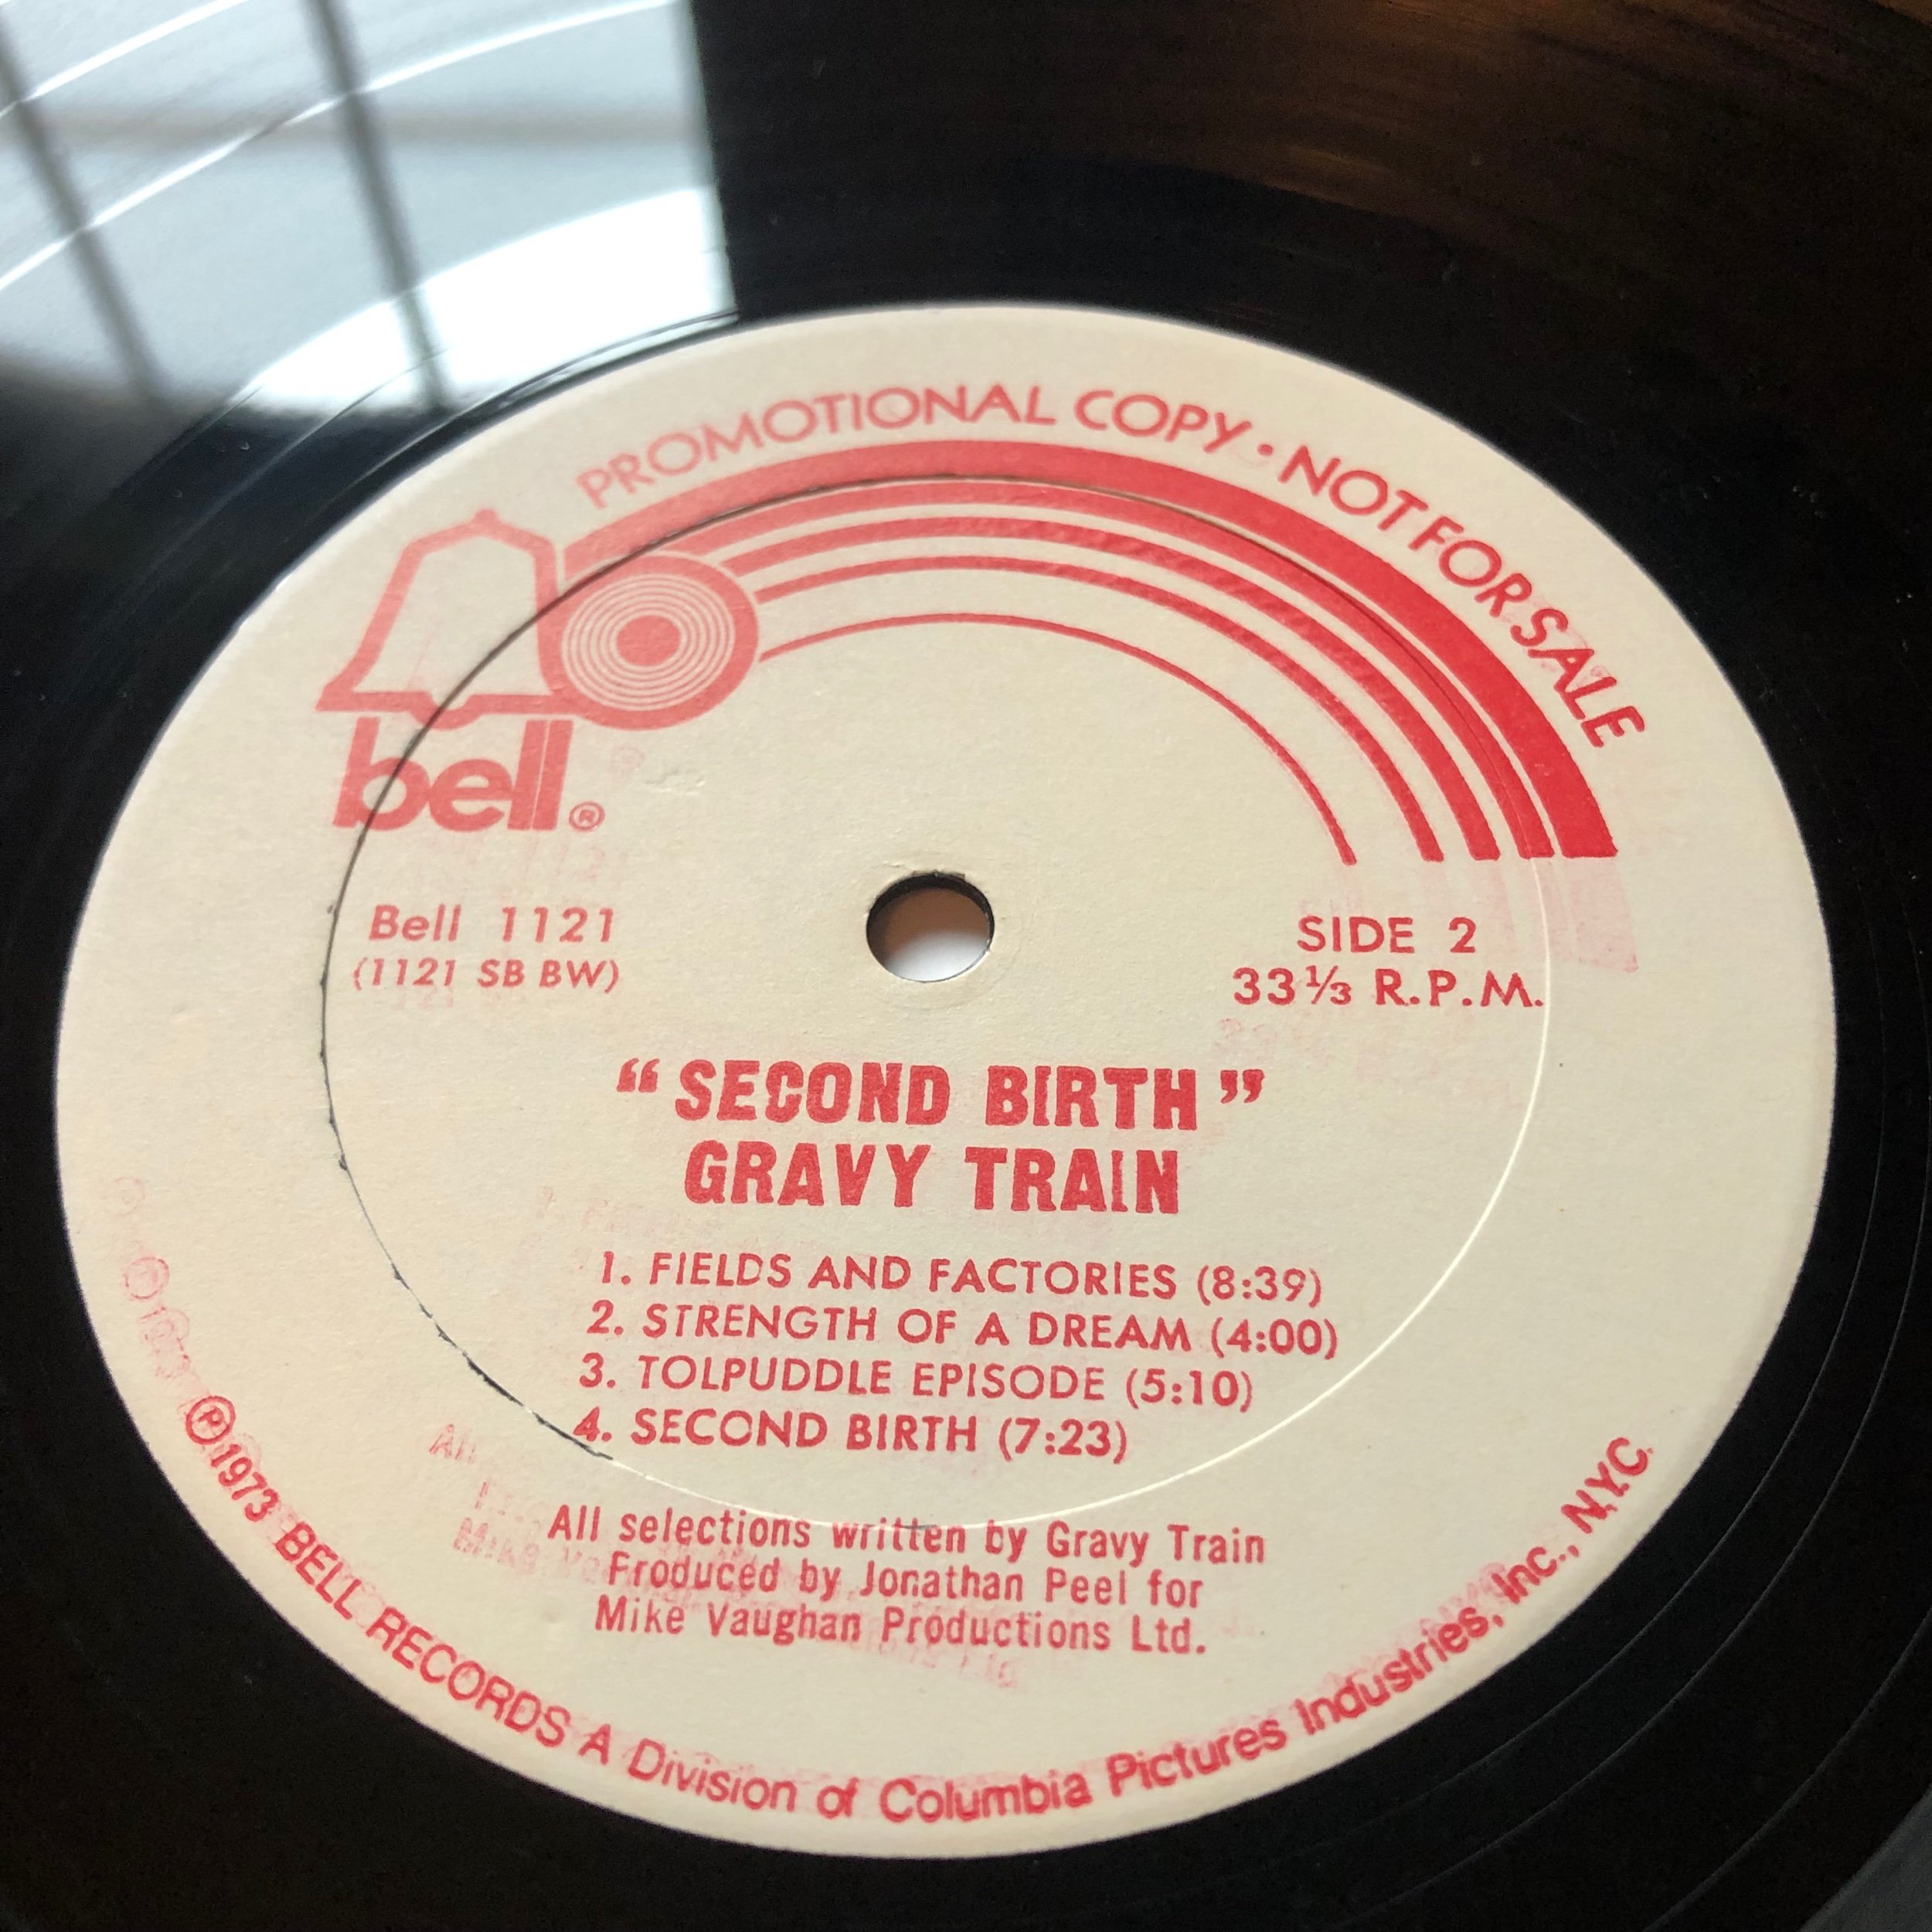 PROMOTIONAL COPY • NOT FOR SALE
bell®
Bell 1121
(1121 SB BW)
SIDE 2
33⅓ R.P.M.
“SECOND BIRTH”
GRAVY TRAIN
1. FIELDS AND FACTORIES (8:39)
2. STRENGTH OF A DREAM (4:00)
3. TOLPUDDLE EPISODE (5:10)
4. SECOND BIRTH (7:23)
All selections written by Gravy Train
Produced by Jonathan Peel for
Mike Vaughan Productions Ltd.
℗1973 BELL RECORDS A Division of Columbia Pictures Industries, Inc., N.Y.C.